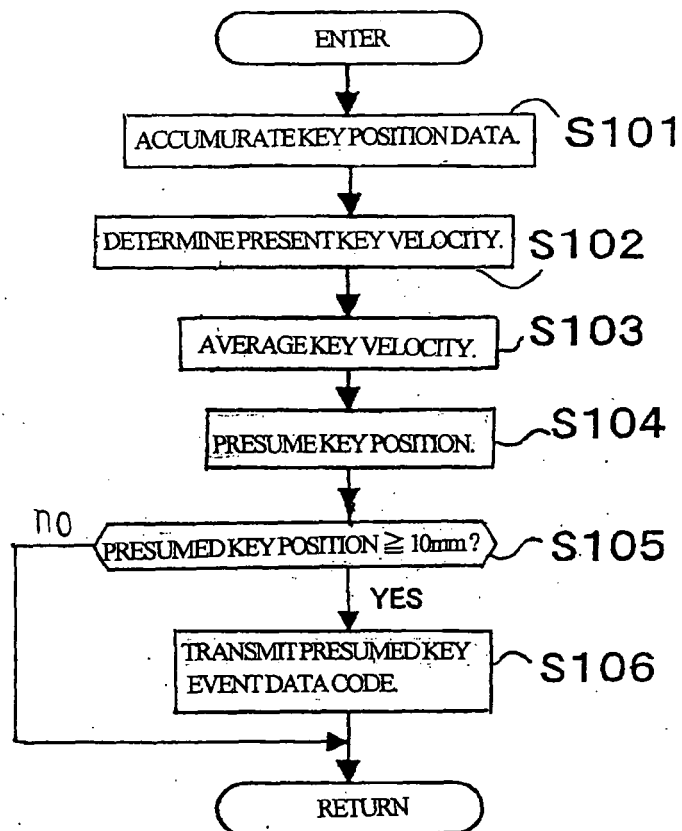 ENTER
ACCUMURATE KEY POSITION DATA.
S101
DETERMINE PRESENT KEY VELOCITY.
S102
AVERAGE KEY VELOCITY.
S103
PRESUME KEY POSITION.
S104
no
PRESUMED KEY POSITION ≧ 10mm?
S105
YES
TRANSMIT PRESUMED KEY
EVENT DATA CODE.
S106
RETURN